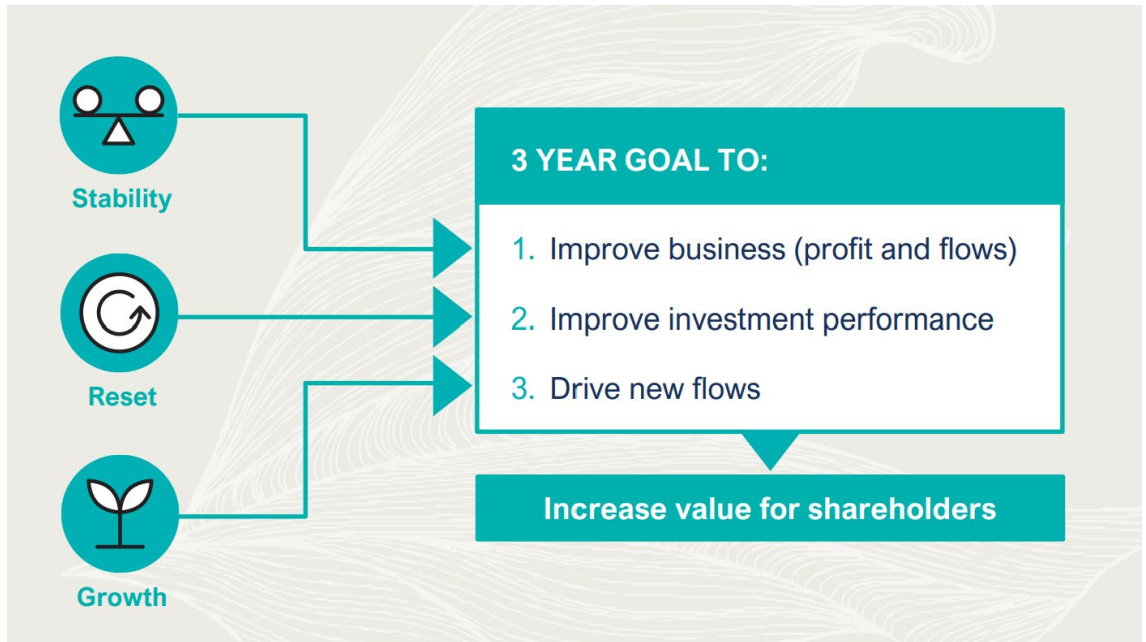 Stability
Reset
Growth
3 YEAR GOAL TO:
1. Improve business (profit and flows)
2. Improve investment performance
3. Drive new flows
Increase value for shareholders